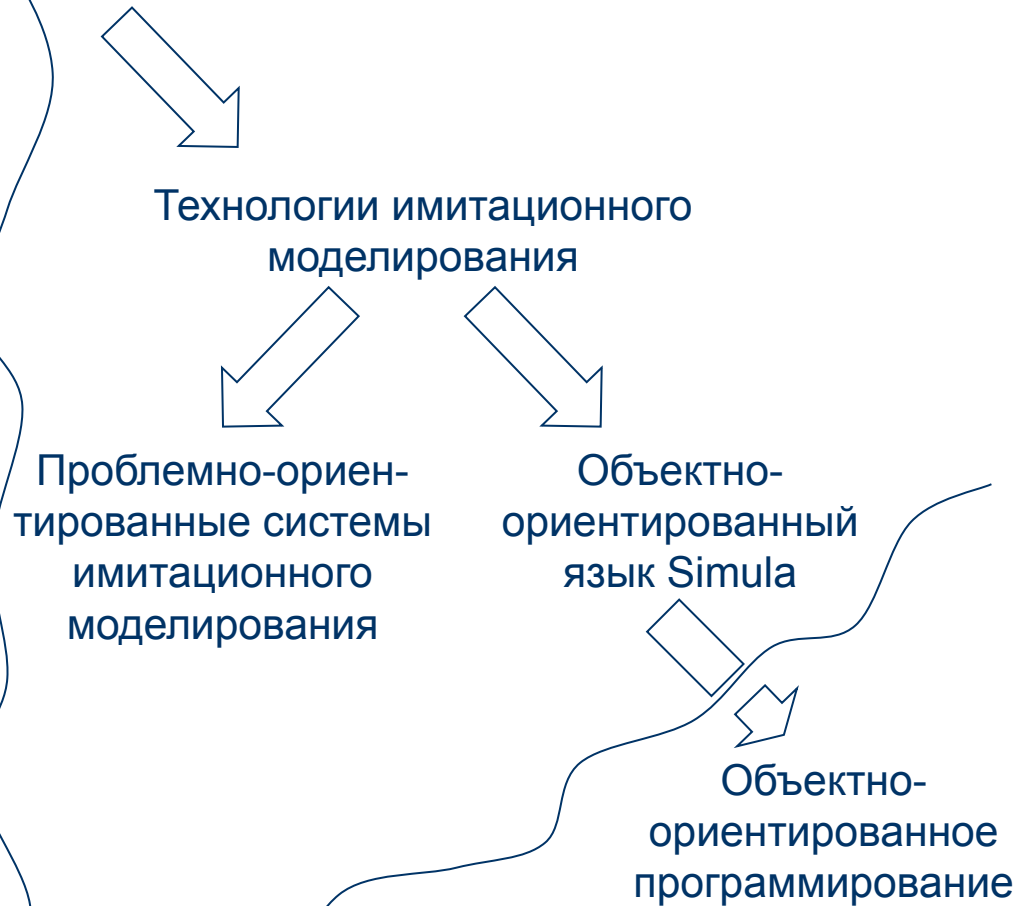 Технологии имитационного
моделирования
Проблемно-ориен-
тированные системы
имитационного
моделирования
Объектно-
ориентированный
язык Simula
Объектно-
ориентированное
программирование